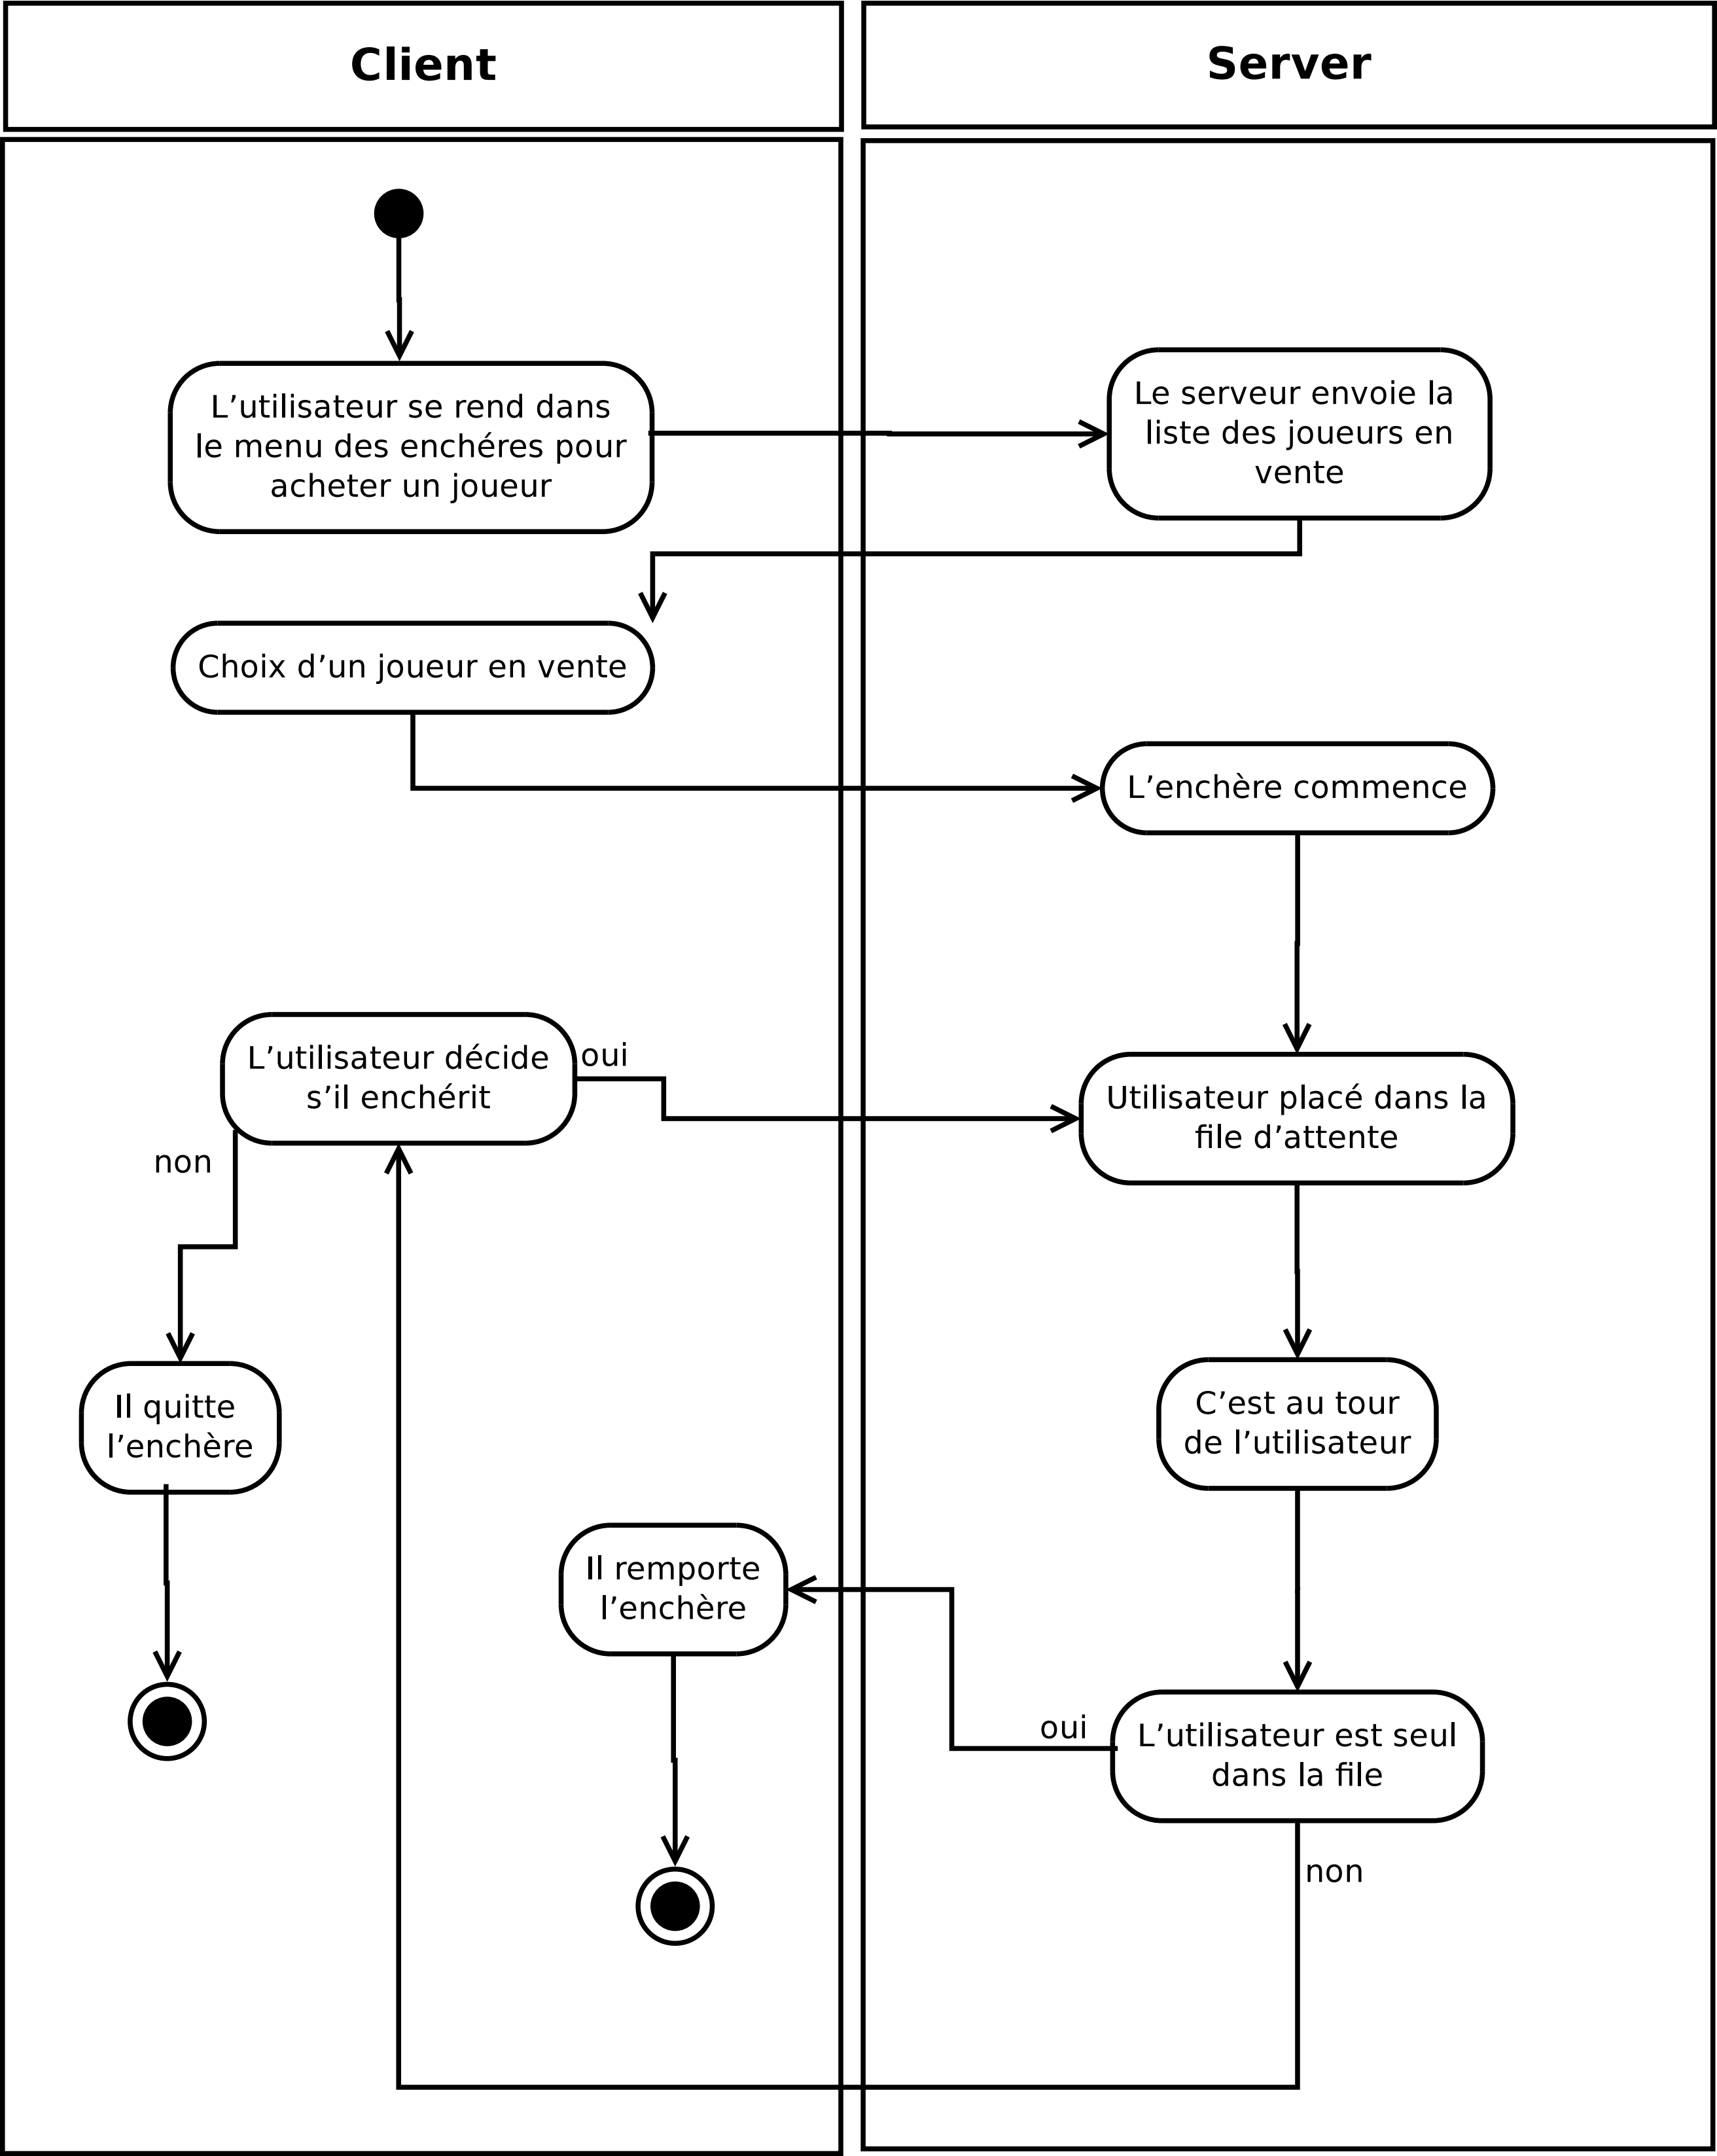 Client
Server
L’utilisateur se rend dans
le menu des enchéres pour
acheter un joueur
Le serveur envoie la
liste des joueurs en
vente
Choix d’un joueur en vente
L’enchère commence
L’utilisateur décide
s’il enchérit
oui
non
Utilisateur placé dans la
file d’attente
Il quitte
l’enchère
C’est au tour
de l’utilisateur
Il remporte
l’enchère
oui
L’utilisateur est seul
dans la file
non